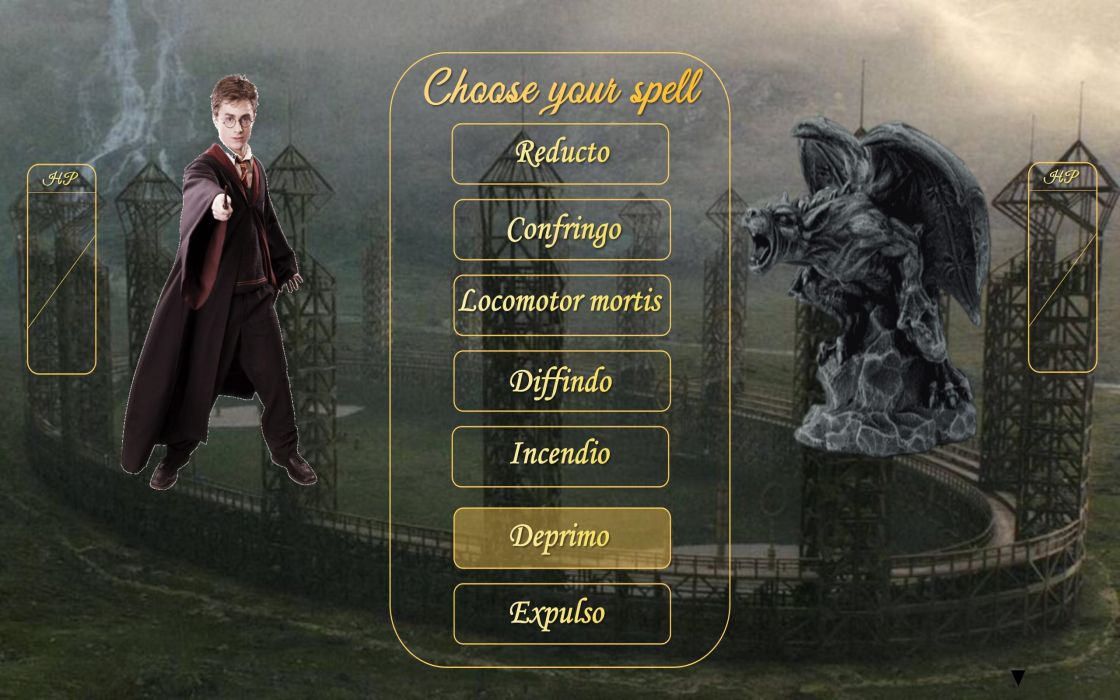 Choose your spell
HP
HP
Reducto
Confringo
Locomotor mortis
Diffindo
Incendio
Deprimo
Expulso